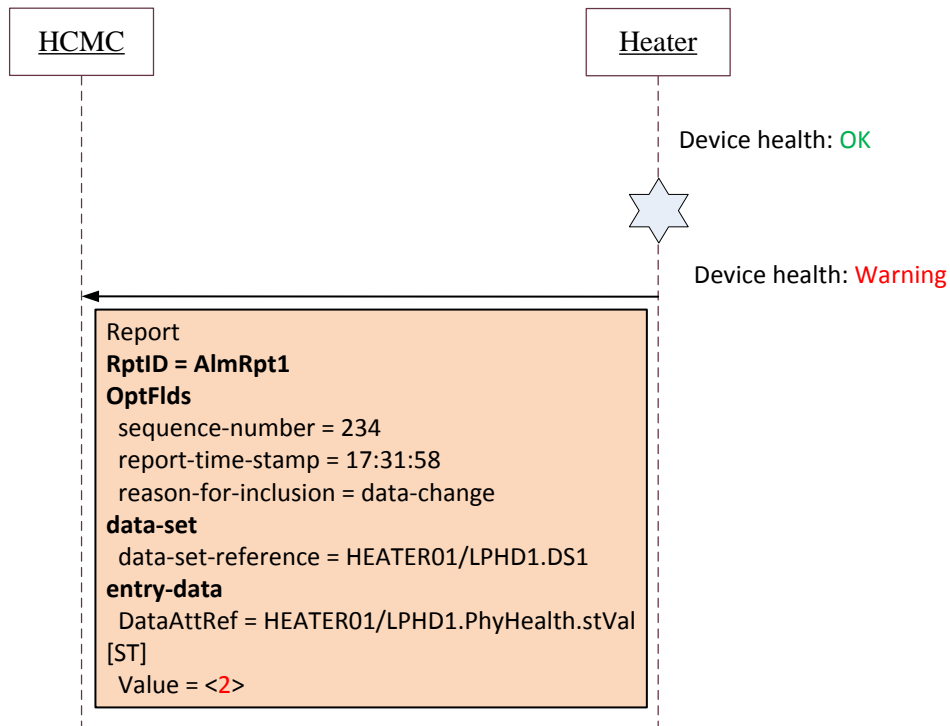 HCMC
Heater
Device health: OK
Device health: Warning
Report
RptID = AlmRpt1
OptFlds
sequence-number = 234
report-time-stamp = 17:31:58
reason-for-inclusion = data-change
data-set
data-set-reference = HEATER01/LPHD1.DS1
entry-data
DataAttRef = HEATER01/LPHD1.PhyHealth.stVal
[ST]
Value = <2>